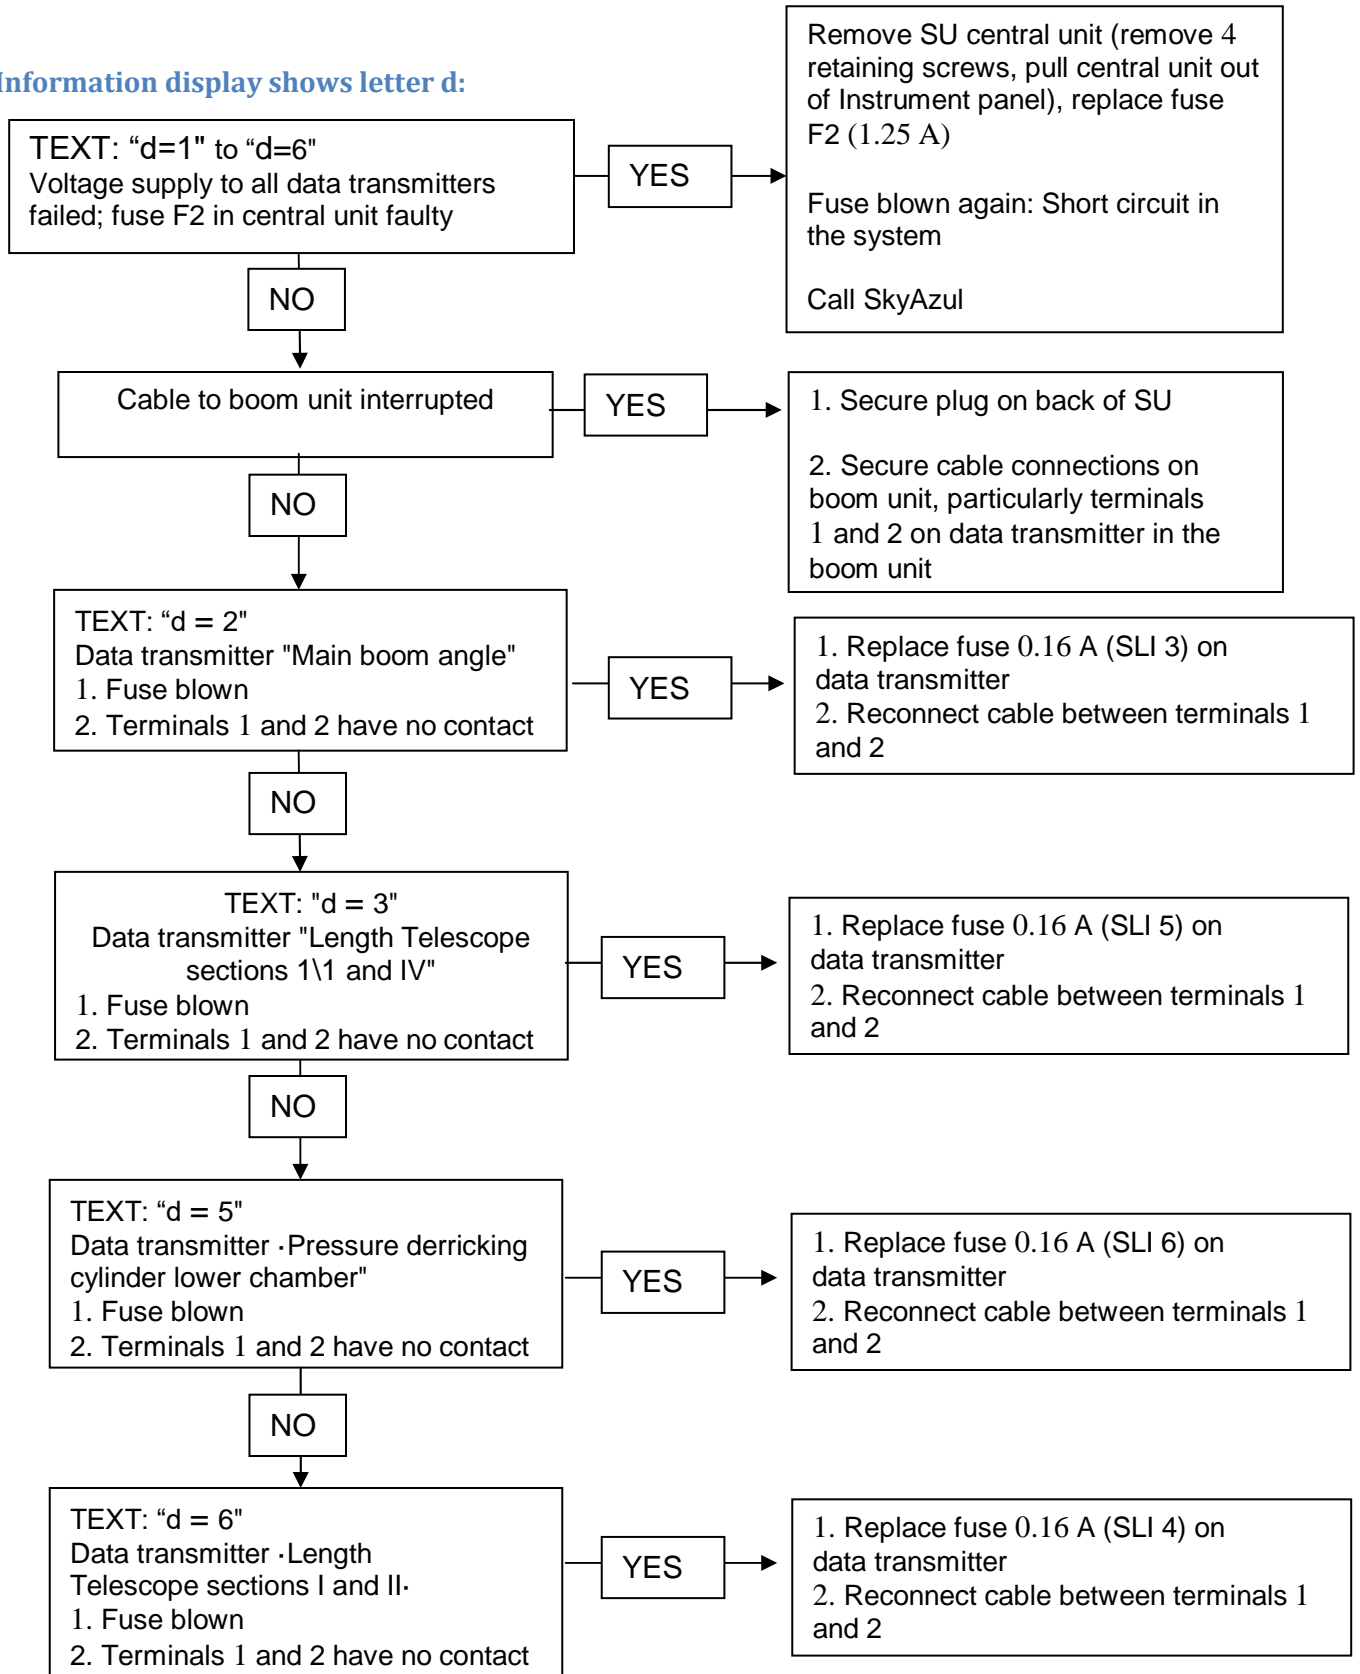 Information display shows letter d:
TEXT: “d=1" to “d=6"
Voltage supply to all data transmitters
failed; fuse F2 in central unit faulty
YES
Remove SU central unit (remove 4
retaining screws, pull central unit out
of Instrument panel), replace fuse
F2 (1.25 A)
Fuse blown again: Short circuit in
the system
Call SkyAzul
NO
Cable to boom unit interrupted
YES
1. Secure plug on back of SU
2. Secure cable connections on
boom unit, particularly terminals
1 and 2 on data transmitter in the
boom unit
NO
TEXT: “d = 2"
Data transmitter "Main boom angle"
1. Fuse blown
2. Terminals 1 and 2 have no contact
YES
1. Replace fuse 0.16 A (SLI 3) on
data transmitter
2. Reconnect cable between terminals 1
and 2
NO
TEXT: "d = 3"
Data transmitter "Length Telescope
sections 1\1 and IV"
1. Fuse blown
2. Terminals 1 and 2 have no contact
YES
1. Replace fuse 0.16 A (SLI 5) on
data transmitter
2. Reconnect cable between terminals 1
and 2
NO
TEXT: “d = 5"
Data transmitter ·Pressure derricking
cylinder lower chamber"
1. Fuse blown
2. Terminals 1 and 2 have no contact
YES
1. Replace fuse 0.16 A (SLI 6) on
data transmitter
2. Reconnect cable between terminals 1
and 2
NO
TEXT: “d = 6"
Data transmitter ·Length
Telescope sections I and II·
1. Fuse blown
2. Terminals 1 and 2 have no contact
YES
1. Replace fuse 0.16 A (SLI 4) on
data transmitter
2. Reconnect cable between terminals 1
and 2